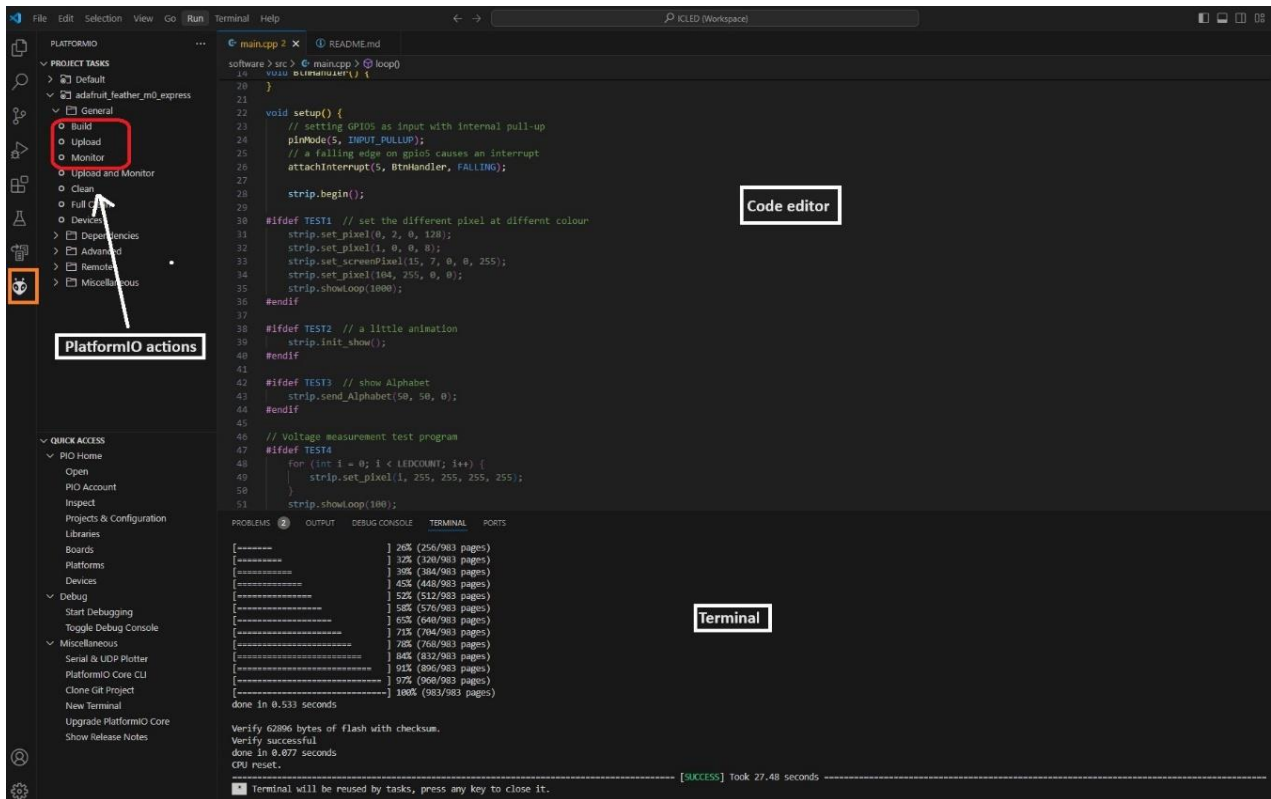 File Edit Selection View Go Run Terminal Help
ICLED (Workspace)
PLATFORMIO
PROJECT TASKS
Default
adafruit_feather_m0_express
General
Build
Upload
Monitor
Upload and Monitor
Clean
Full
Devices
Dependencies
Advanced
Remote
Miscellaneous
PlatformIO actions
QUICK ACCESS
PIO Home
Open
PIO Account
Inspect
Projects & Configuration
Libraries
Boards
Platforms
Devices
Debug
Start Debugging
Toggle Debug Console
Miscellaneous
Serial & UDP Plotter
PlatformIO Core CLI
Clone Git Project
New Terminal
Upgrade PlatformIO Core
Show Release Notes
main.cpp 2 README.md
software > src > main.cpp > loop()
14 void BtnHandler() {
20 }
21
22 void setup() {
23 // setting GPIO5 as input with internal pull-up
24 pinMode(5, INPUT_PULLUP);
25 // a falling edge on gpio5 causes an interrupt
26 attachInterrupt(5, BtnHandler, FALLING);
27
28 strip.begin();
29
30 #ifdef TEST1 // set the different pixel at differnt colour
31 strip.set_pixel(0, 2, 0, 128);
32 strip.set_pixel(1, 0, 0, 8);
33 strip.set_screenPixel(15, 7, 0, 0, 255);
34 strip.set_pixel(104, 255, 0, 0);
35 strip.showLoop(1000);
36 #endif
37
38 #ifdef TEST2 // a little animation
39 strip.init_show();
40 #endif
41
42 #ifdef TEST3 // show Alphabet
43 strip.send_Alphabet(50, 50, 0);
44 #endif
45
46 // Voltage measurement test program
47 #ifdef TEST4
48 for (int i = 0; i < LEDCOUNT; i++) {
49 strip.set_pixel(i, 255, 255, 255, 255);
50 }
51 strip.showLoop(100);
Code editor
PROBLEMS 2 OUTPUT DEBUG CONSOLE TERMINAL PORTS
[======= ] 26% (256/983 pages)
[========= ] 32% (320/983 pages)
[=========== ] 39% (384/983 pages)
[============= ] 45% (448/983 pages)
[=============== ] 52% (512/983 pages)
[================= ] 58% (576/983 pages)
[=================== ] 65% (640/983 pages)
[===================== ] 71% (704/983 pages)
[======================= ] 78% (768/983 pages)
[========================= ] 84% (832/983 pages)
[=========================== ] 91% (896/983 pages)
[============================= ] 97% (960/983 pages)
[==============================] 100% (983/983 pages)
done in 0.533 seconds
Terminal
Verify 62896 bytes of flash with checksum.
Verify successful
done in 0.077 seconds
CPU reset.
[SUCCESS] Took 27.48 seconds
* Terminal will be reused by tasks, press any key to close it.